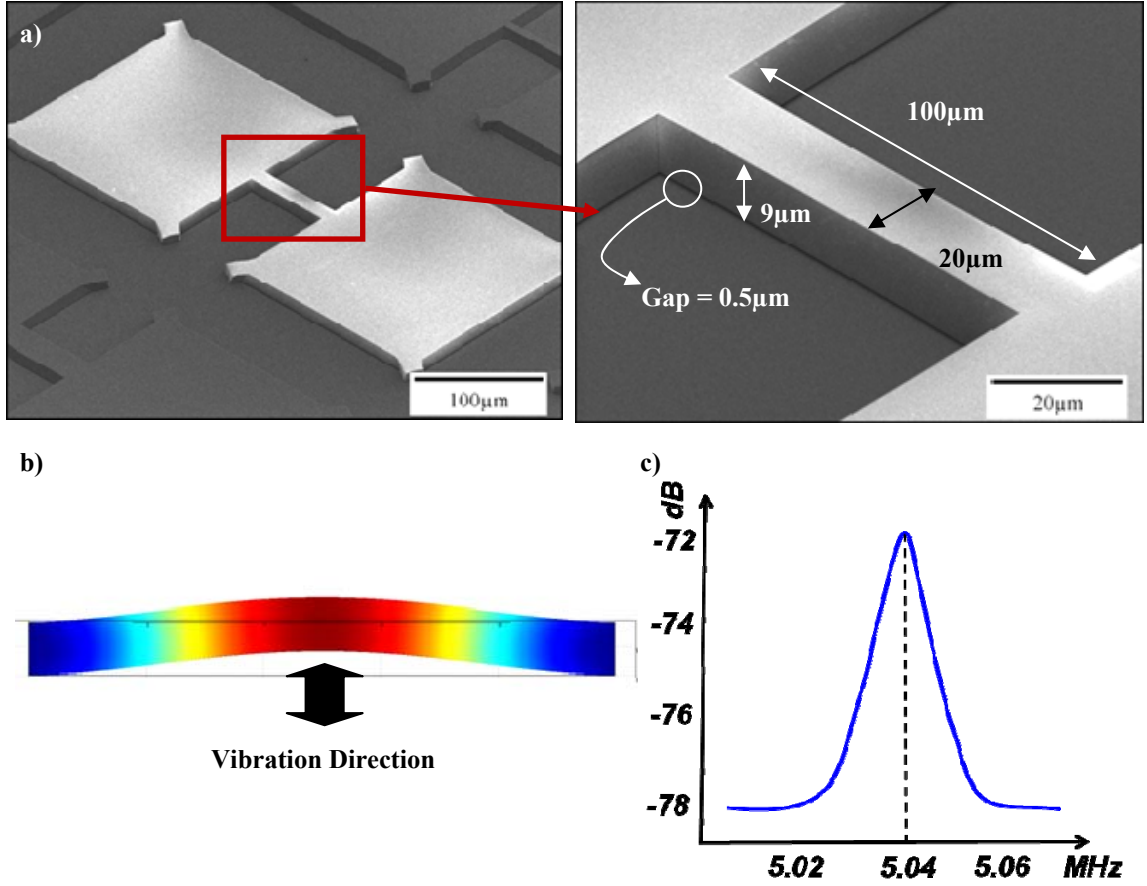 a)
100µm
100µm
9µm
20µm
Gap = 0.5µm
20µm
b)
Vibration Direction
c)
dB
-72
-74
-76
-78
5.02 5.04 5.06 MHz